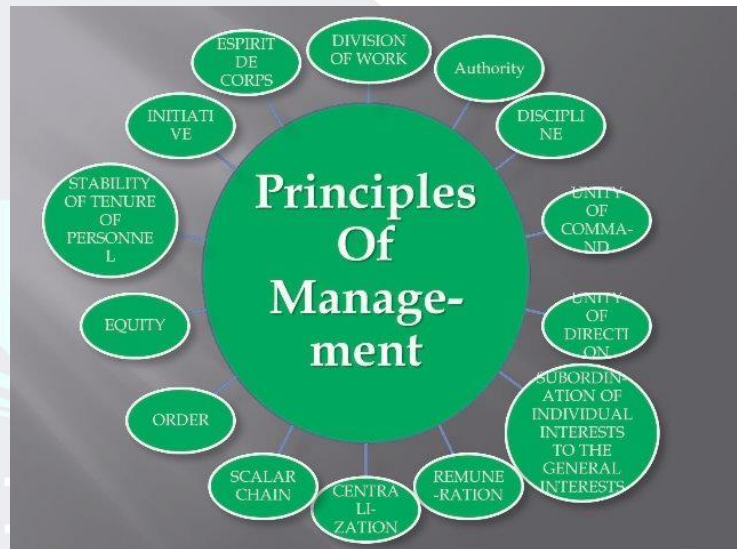 Principles
Of
Manage-
ment
DIVISION
OF WORK
Authority
DISCIPLI
NE
UNITY
OF
COMMA-
ND
UNITY
OF
DIRECTI
ON
SUBORDIN-
ATION OF
INDIVIDUAL
INTERESTS
TO THE
GENERAL
INTERESTS
REMUNE
-RATION
CENTRA
LI-
ZATION
SCALAR
CHAIN
ORDER
EQUITY
STABILITY
OF TENURE
OF
PERSONNE
L
INITIATI
VE
ESPIRIT
DE
CORPS